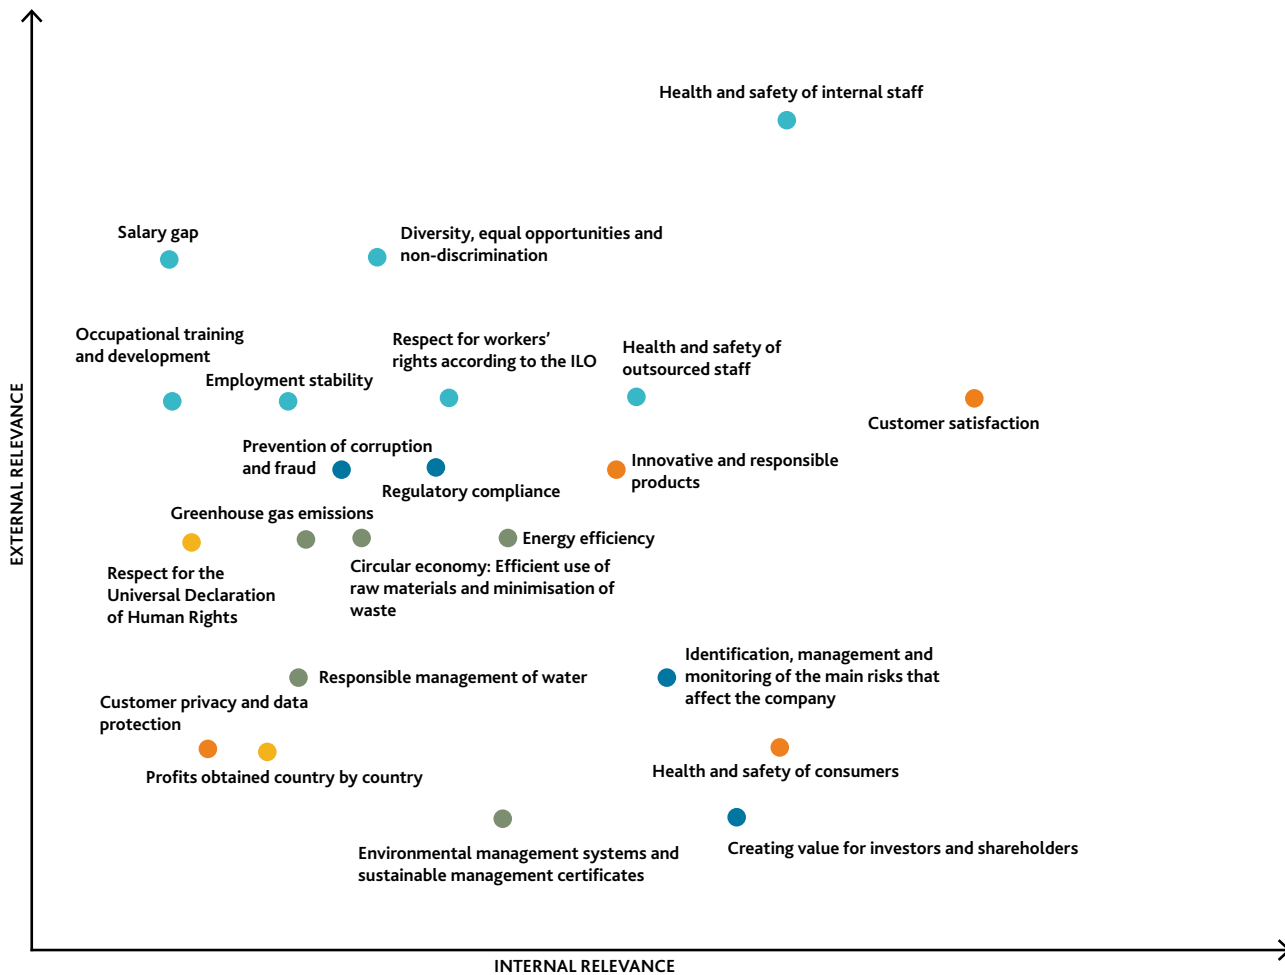 Health and safety of internal staff
Salary gap
Diversity, equal opportunities and
non-discrimination
Occupational training
and development
Employment stability
Respect for workers’
rights according to the ILO
Health and safety of
outsourced staff
Customer satisfaction
Prevention of corruption
and fraud
Regulatory compliance
Innovative and responsible
products
EXTERNAL RELEVANCE
Greenhouse gas emissions
Energy efficiency
Respect for the
Universal Declaration
of Human Rights
Circular economy: Efficient use of
raw materials and minimisation of
waste
Responsible management of water
Identification, management and
monitoring of the main risks that
affect the company
Customer privacy and data
protection
Profits obtained country by country
Health and safety of consumers
Environmental management systems and
sustainable management certificates
Creating value for investors and shareholders
INTERNAL RELEVANCE